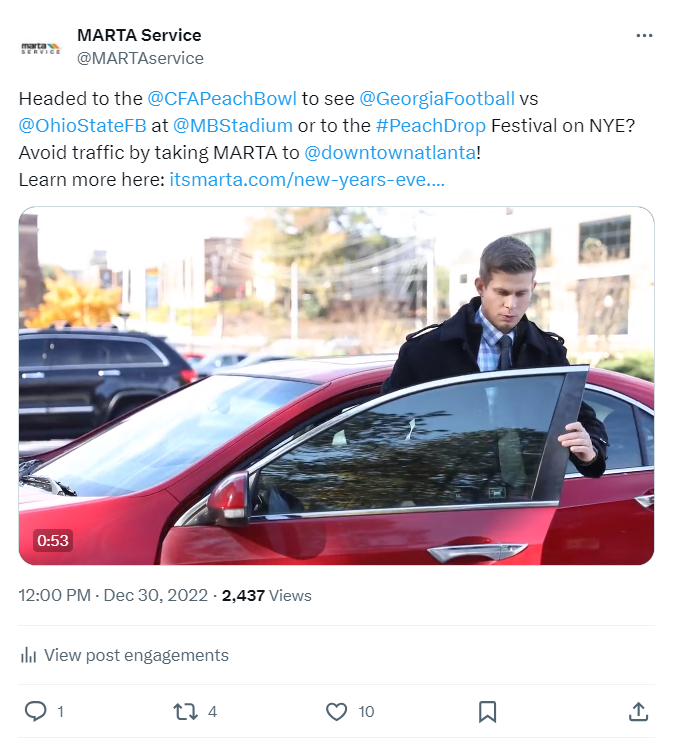 marta
SERVICE
MARTA Service
@MARTAservice
Headed to the @CFAPeachBowl to see @GeorgiaFootball vs
@OhioStateFB at @MBStadium or to the #PeachDrop Festival on NYE?
Avoid traffic by taking MARTA to @downtownatlanta!
Learn more here: itsmarta.com/new-years-eve....
0:53
12:00 PM · Dec 30, 2022 · 2,437 Views
View post engagements
1 4 10